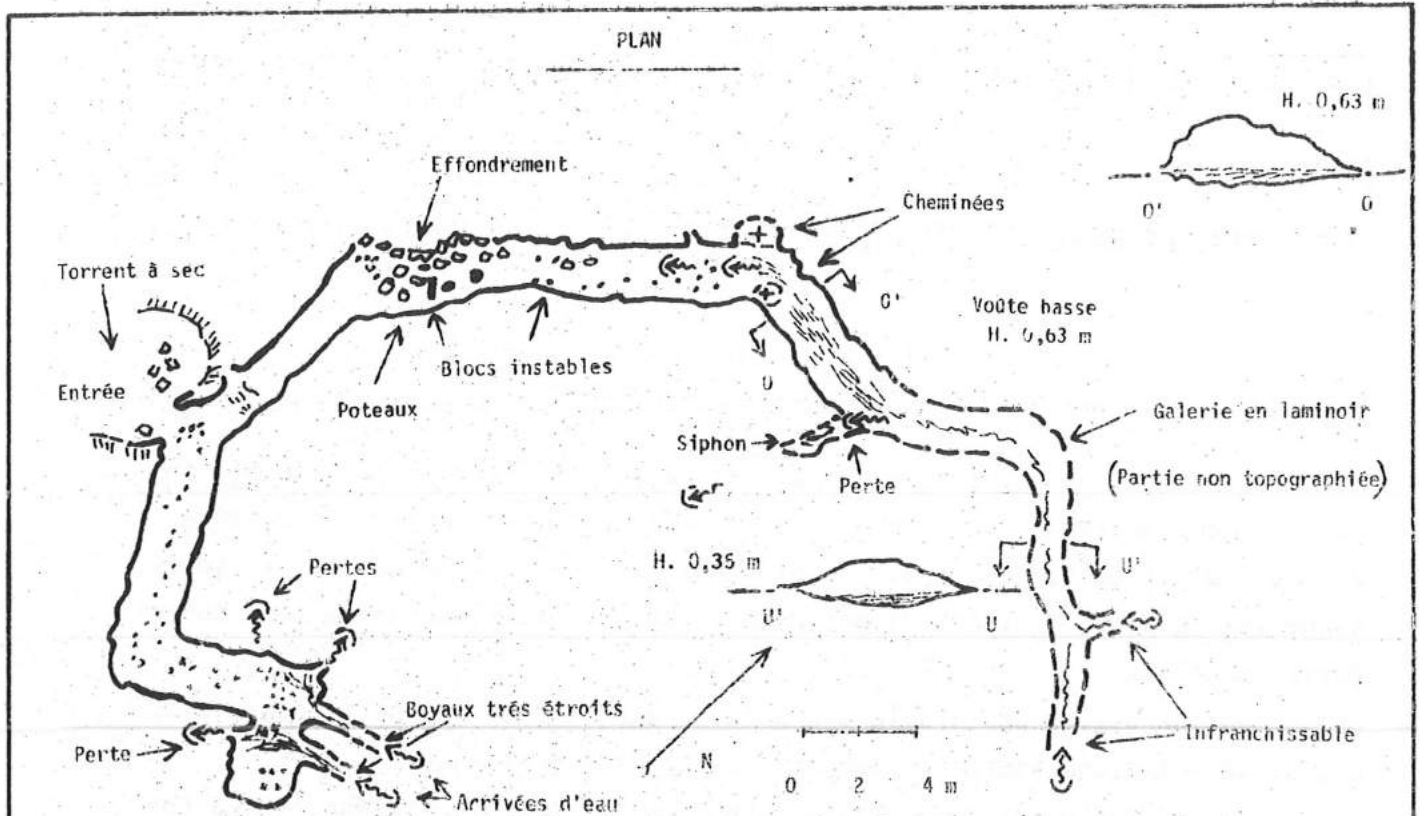 PLAN
H. 0,63 m
Effondrement
Cheminées
O'
O
Torrent à sec
O'
Voûte basse
H. 0,63 m
Blocs instables
O
Entrée
Poteaux
Galerie en laminoir
Siphon
(Partie non topographiée)
Perte
H. 0,35 m
Pertes
U'
U'
U
Boyaux trés étroits
Perte
Infranchissable
N
0 2 4 m
Arrivées d'eau